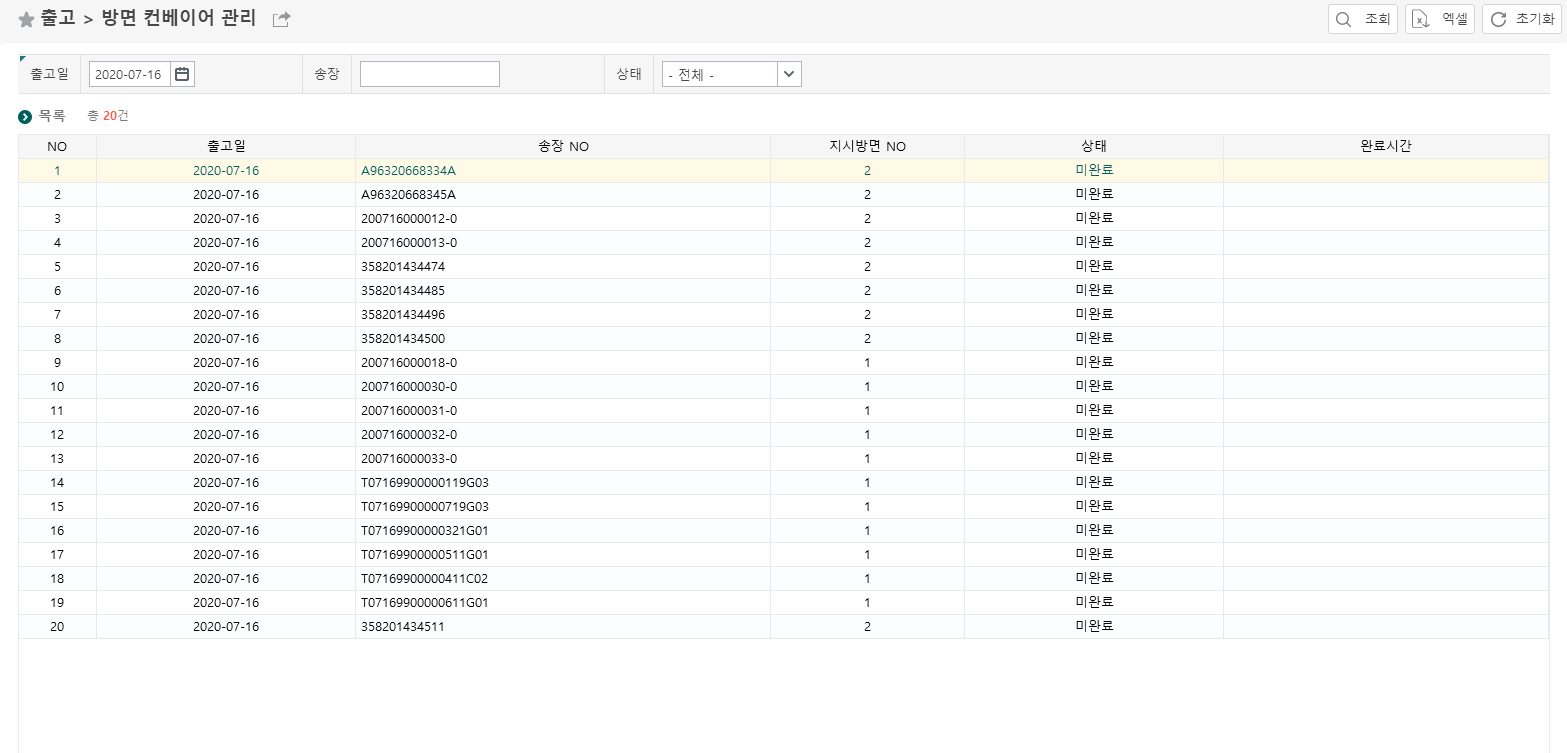 출고 > 방면 컨베이어 관리
조회 엑셀 초기화
출고일 2020-07-16 송장 상태 - 전체 -
목록 총 20건
NO 출고일 송장 NO 지시방면 NO 상태 완료시간
1 2020-07-16 A96320668334A 2 미완료
2 2020-07-16 A96320668345A 2 미완료
3 2020-07-16 200716000012-0 2 미완료
4 2020-07-16 200716000013-0 2 미완료
5 2020-07-16 358201434474 2 미완료
6 2020-07-16 358201434485 2 미완료
7 2020-07-16 358201434496 2 미완료
8 2020-07-16 358201434500 2 미완료
9 2020-07-16 200716000018-0 1 미완료
10 2020-07-16 200716000030-0 1 미완료
11 2020-07-16 200716000031-0 1 미완료
12 2020-07-16 200716000032-0 1 미완료
13 2020-07-16 200716000033-0 1 미완료
14 2020-07-16 T07169900000119G03 1 미완료
15 2020-07-16 T07169900000719G03 1 미완료
16 2020-07-16 T07169900000321G01 1 미완료
17 2020-07-16 T07169900000511G01 1 미완료
18 2020-07-16 T07169900000411C02 1 미완료
19 2020-07-16 T07169900000611G01 1 미완료
20 2020-07-16 358201434511 2 미완료